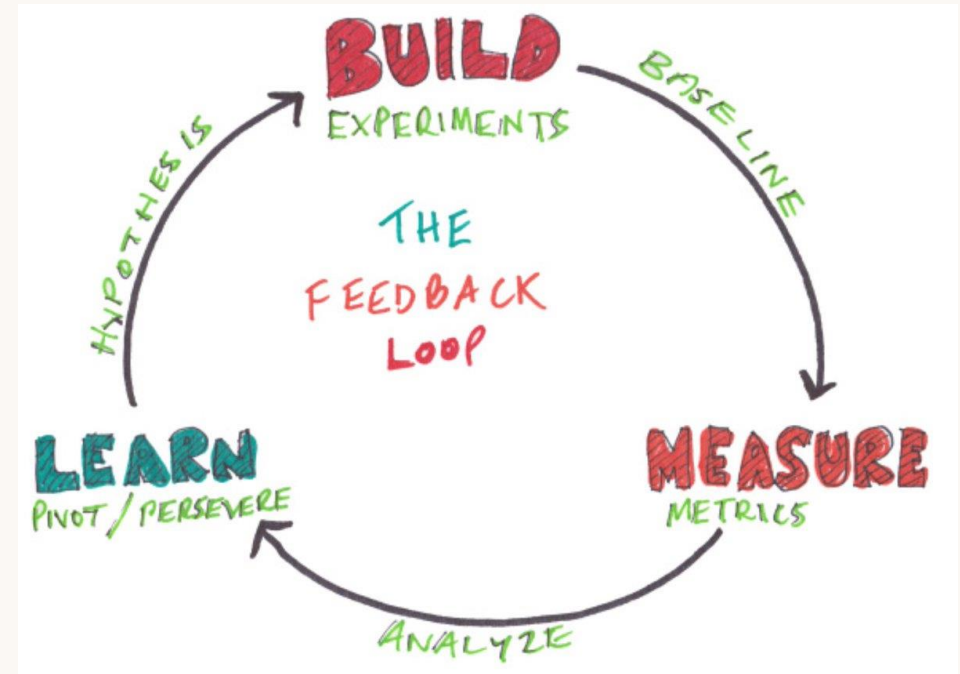 BUILD
EXPERIMENTS
BASELINE
HYPOTHESIS
THE
FEEDBACK
LOOP
LEARN
PIVOT/PERSEVERE
MEASURE
METRICS
ANALYZE